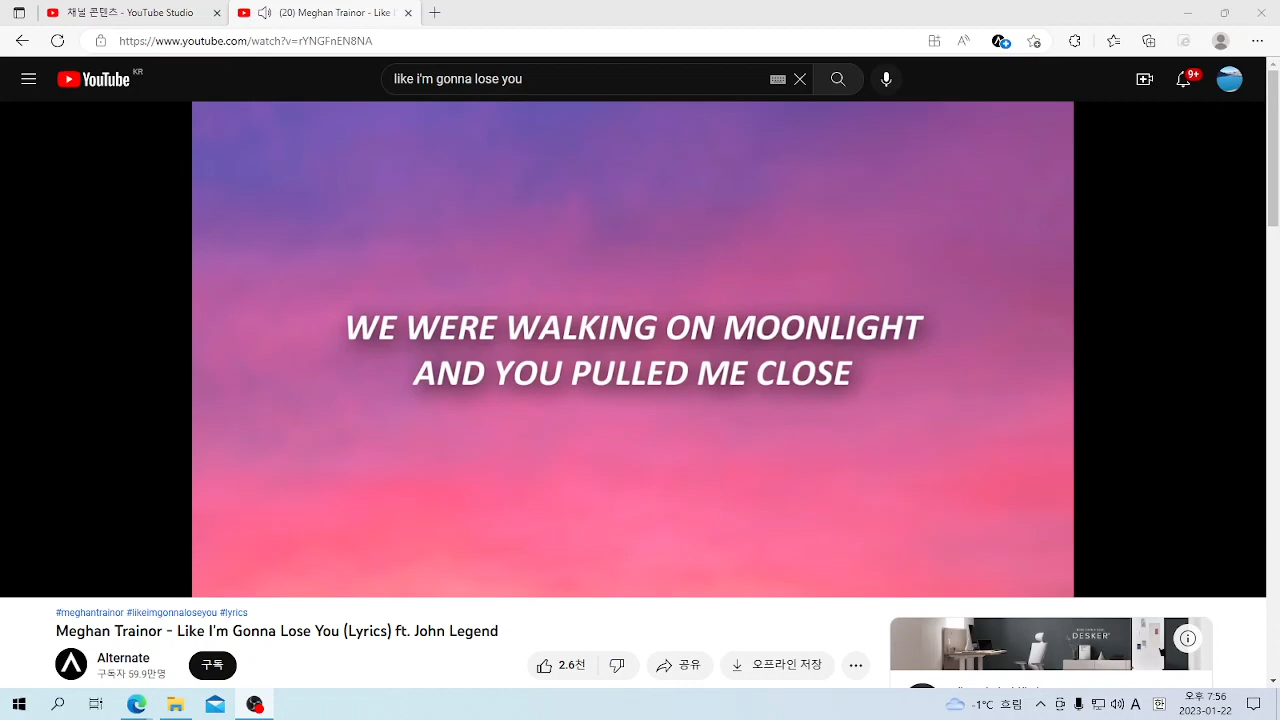 채널 콘텐츠 - YouTube Studio
(20) Meghan Trainor - Like I
https://www.youtube.com/watch?v=rYNGFnEN8NA
YouTube KR
like i'm gonna lose you
9+
WE WERE WALKING ON MOONLIGHT
AND YOU PULLED ME CLOSE
#meghantrainor #likeimgonnaloseyou #lyrics
Meghan Trainor - Like I'm Gonna Lose You (Lyrics) ft. John Legend
Alternate
구독자 59.9만명
구독
2.6천
공유
오프라인 저장
DESKER
-1°C 흐림
A
한
오후 7:56
2023-01-22